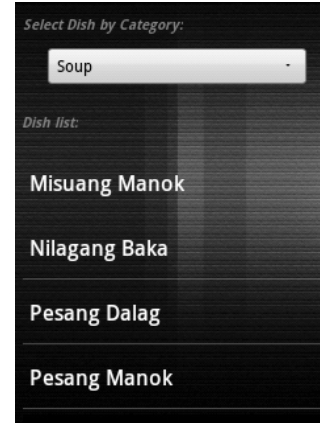 Select Dish by Category:
Soup
Dish list:
Misuang Manok
Nilagang Baka
Pesang Dalag
Pesang Manok